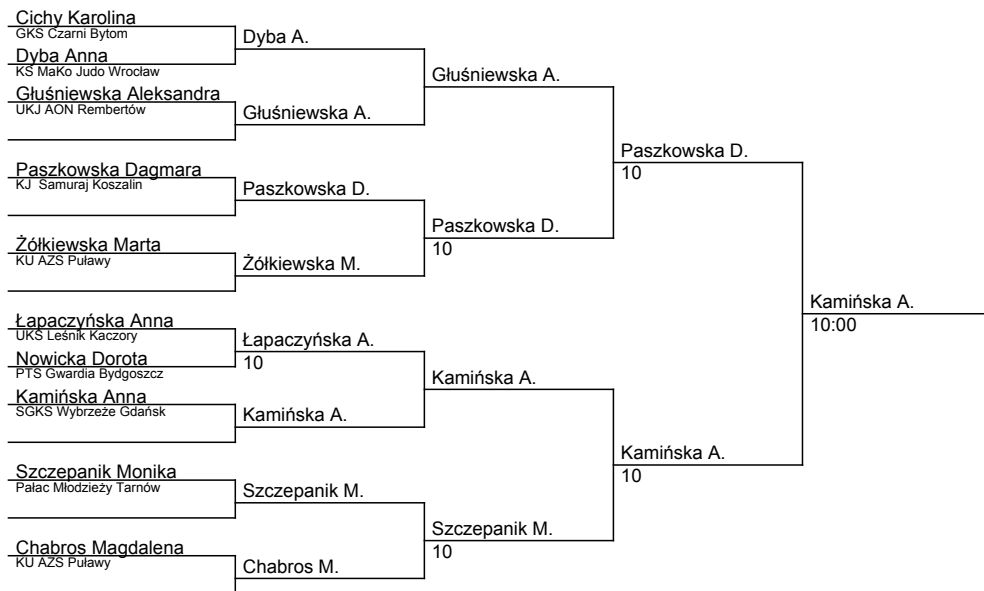 Cichy Karolina
GKS Czarni Bytom
Dyba Anna
KS MaKo Judo Wrocław
Głuśniewska Aleksandra
UKJ AON Rembertów
Paszkowska Dagmara
KJ  Samuraj Koszalin
Żółkiewska Marta
KU AZS Puławy
Łapaczyńska Anna
UKS Leśnik Kaczory
Nowicka Dorota
PTS Gwardia Bydgoszcz
Kamińska Anna
SGKS Wybrzeże Gdańsk
Szczepanik Monika
Pałac Młodzieży Tarnów
Chabros Magdalena
KU AZS Puławy
Dyba A.
Głuśniewska A.
Paszkowska D.
Żółkiewska M.
Łapaczyńska A.
10
Kamińska A.
Szczepanik M.
Chabros M.
Głuśniewska A.
Paszkowska D.
10
Kamińska A.
Szczepanik M.
10
Paszkowska D.
10
Kamińska A.
10
Kamińska A.
10:00